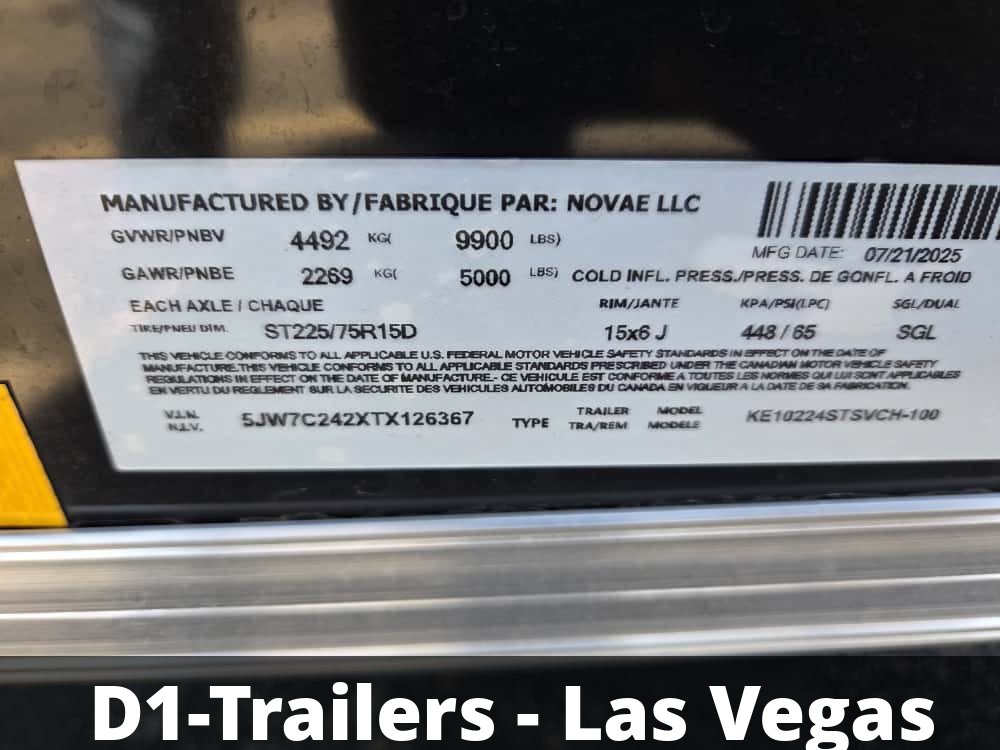 MANUFACTURED BY/FABRIQUE PAR: NOVAE LLC
GVWR/PNBV 4492 KG( 9900 LBS)
MFG DATE: 07/21/2025
GAWR/PNBE 2269 KG( 5000 LBS) COLD INFL. PRESS./PRESS. DE GONFL. A FROID
EACH AXLE / CHAQUE RIM/JANTE KPA/PSI(LPC) SGL/DUAL
TIRE/PNEU DIM. ST225/75R15D 15x6 J 448 / 65 SGL
THIS VEHICLE CONFORMS TO ALL APPLICABLE U.S. FEDERAL MOTOR VEHICLE SAFETY STANDARDS IN EFFECT ON THE DATE OF
MANUFACTURE.THIS VEHICLE CONFORMS TO ALL APPLICABLE STANDARDS PRESCRIBED UNDER THE CANADIAN MOTOR VEHICLE SAFETY
REGULATIONS IN EFFECT ON THE DATE OF MANUFACTURE.- CE VEHICULE EST CONFORME A TOUTES LES NORMES QUI LUI SONT APPLICABLES
EN VERTU DU REGLEMENT SUR LA SECURITE DES VEHICULES AUTOMOBILES DU CANADA EN VIGUEUR A LA DATE DE SA FABRICATION.
V.I.N. 5JW7C242XTX126367 TYPE TRAILER MODEL KE10224STSVCH-100
N.I.V. TRA/REM MODELE
D1-Trailers - Las Vegas